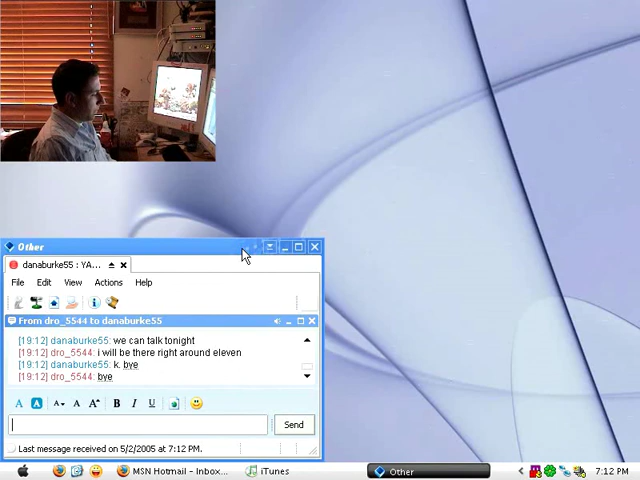 Other
danaburke55 : YA...
File Edit View Actions Help
From dro_5544 to danaburke55
[19:12] danaburke55: we can talk tonight
[19:12] dro_5544: i will be there right around eleven
[19:12] danaburke55: k. bye
[19:12] dro_5544: bye
A A A A A B I U
Send
Last message received on 5/2/2005 at 7:12 PM.
MSN Hotmail - Inbox... iTunes Other 7:12 PM